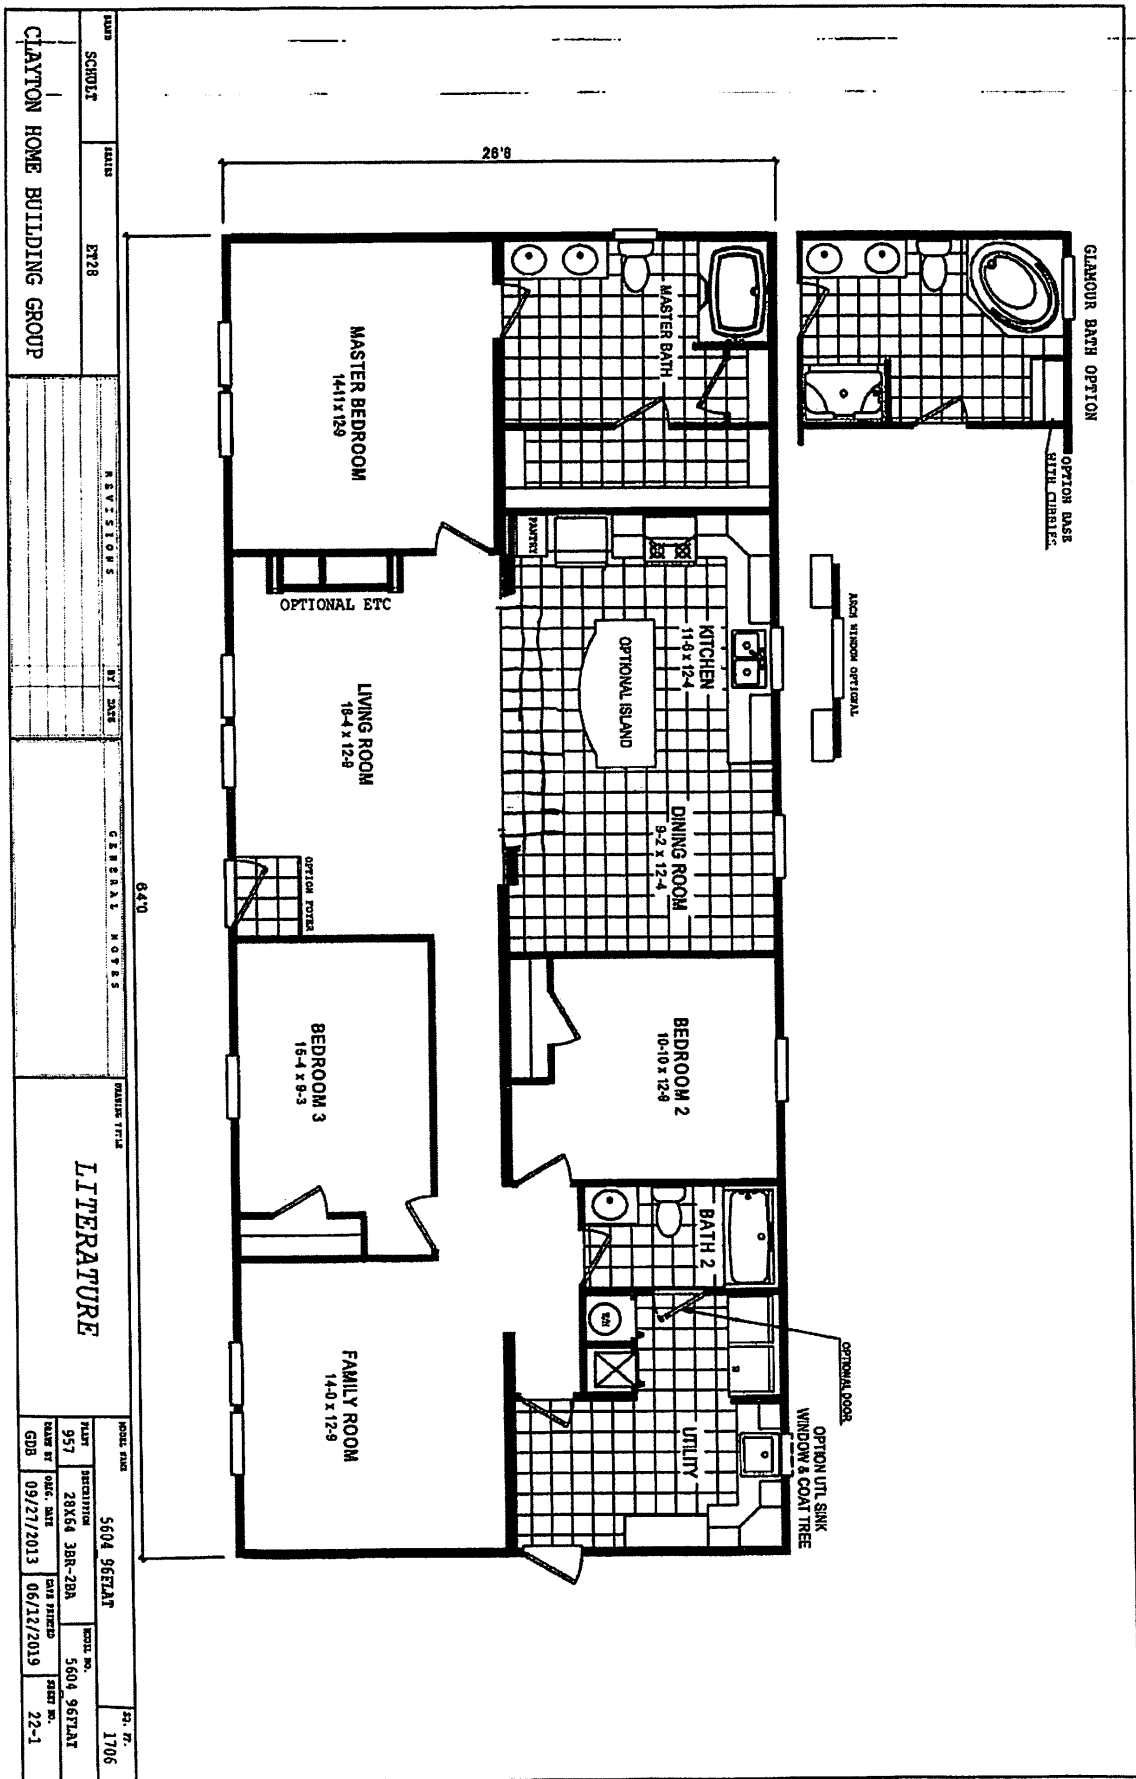 GLAMOUR BATH OPTION
OPTION BASE
WITH CUBBIES
ARCH WINDOW OPTIONAL
26'8
MASTER BATH
PANTRY
KITCHEN
11-8 x 12-4
OPTIONAL ISLAND
DINING ROOM
9-2 x 12-4
BEDROOM 2
10-10 x 12-9
BATH 2
W/H
OPTIONAL DOOR
UTILITY
OPTION UTL SINK
WINDOW & COAT TREE
MASTER BEDROOM
14-11 x 12-9
OPTIONAL ETC
LIVING ROOM
18-4 x 12-9
OPTION FOYER
BEDROOM 3
15-4 x 9-3
FAMILY ROOM
14-0 x 12-9
64'0
BRAND
SCHULT
SERIES
ET28
CLAYTON HOME BUILDING GROUP
REVISIONS
BY
DATE
GENERAL NOTES
DRAWING TITLE
LITERATURE
MODEL NAME
5604_96FLAT
SQ. FT.
1706
PLANT
957
DESCRIPTION
28X64 3BR-2BA
MODEL NO.
5604_96FLAT
DRAWN BY
GDB
ORIG. DATE
09/27/2013
DATE PRINTED
06/12/2019
SHEET NO.
22-1